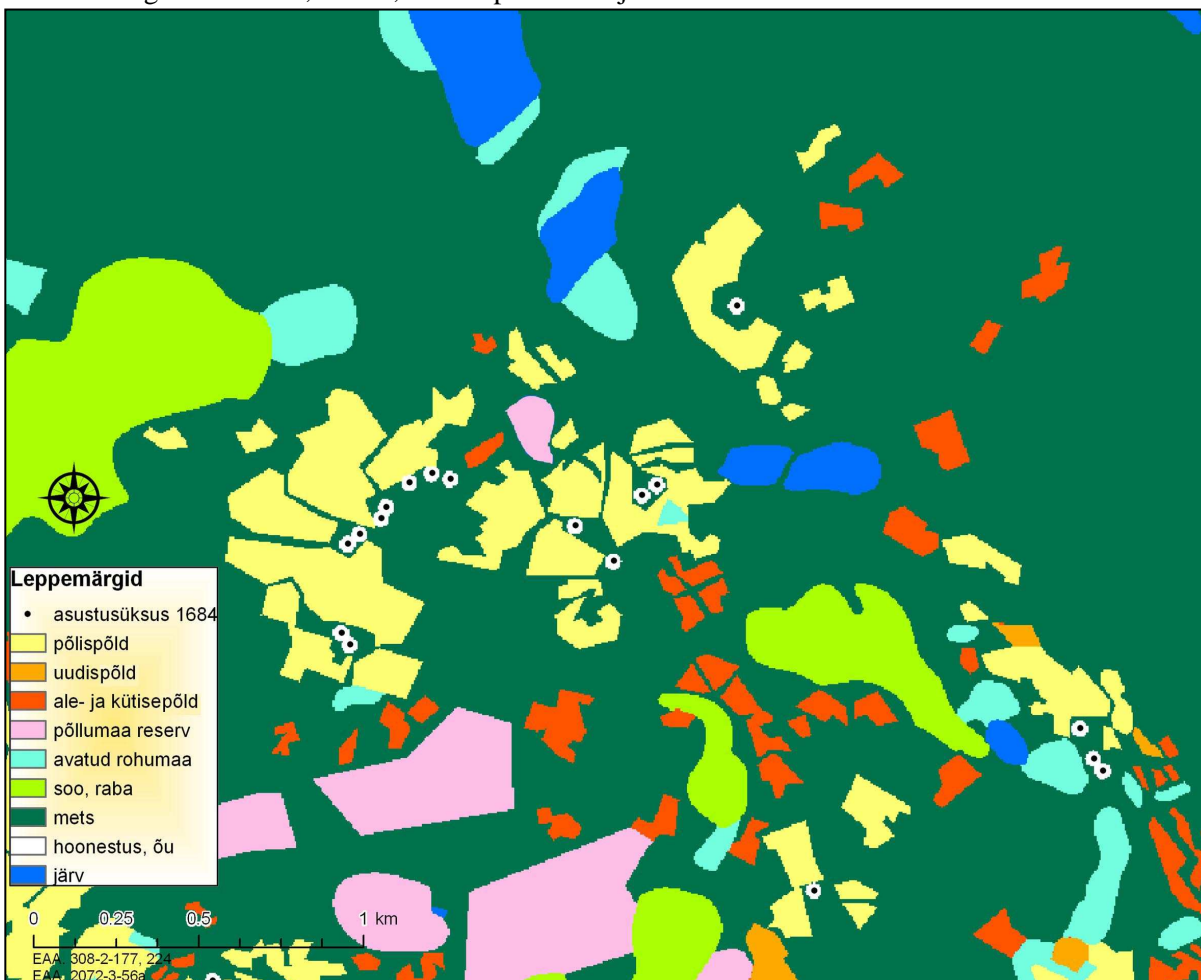 Leppemärgid
asustusüksus 1684
põlispõld
uudispõld
ale- ja kütisepõld
põllumaa reserv
avatud rohumaa
soo, raba
mets
hoonestus, õu
järv
0 0.25 0.5 1 km
EAA. 308-2-177, 224
EAA. 2072-3-56a